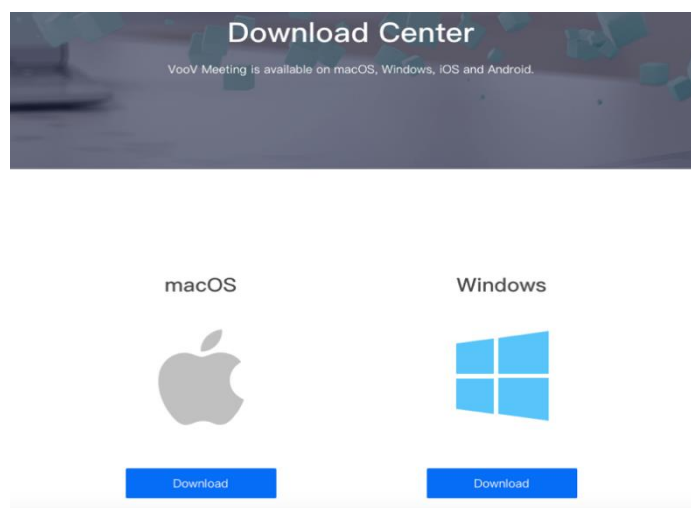 Download Center
VooV Meeting is available on macOS, Windows, iOS and Android.
macOS Windows
Download Download